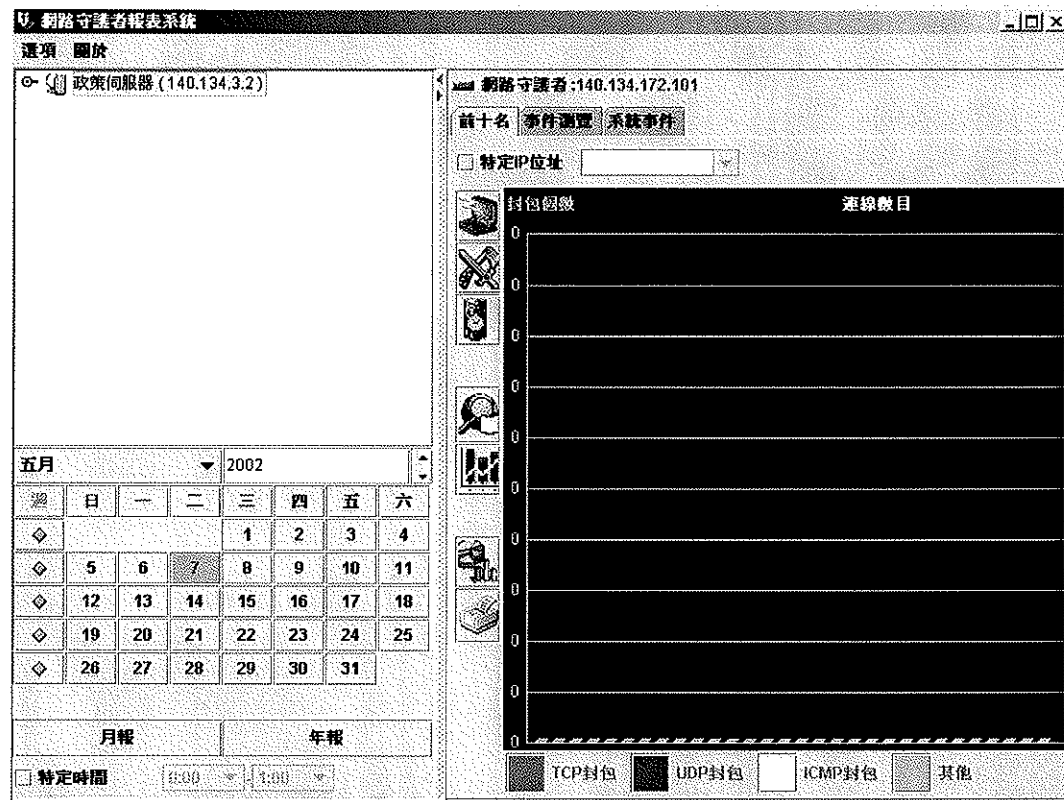 網路守護者報表系統
選項 關於
政策伺服器 (140.134.3.2)
網路守護者:140.134.172.101
前十名 事件瀏覽 系統事件
特定IP位址
封包個數 連線數目
0
0
0
0
0
0
0
0
0
0
0
五月 2002
週 日 一 二 三 四 五 六
1 2 3 4
5 6 7 8 9 10 11
12 13 14 15 16 17 18
19 20 21 22 23 24 25
26 27 28 29 30 31
月報 年報
特定時間 0:00 - 1:00
TCP封包 UDP封包 ICMP封包 其他